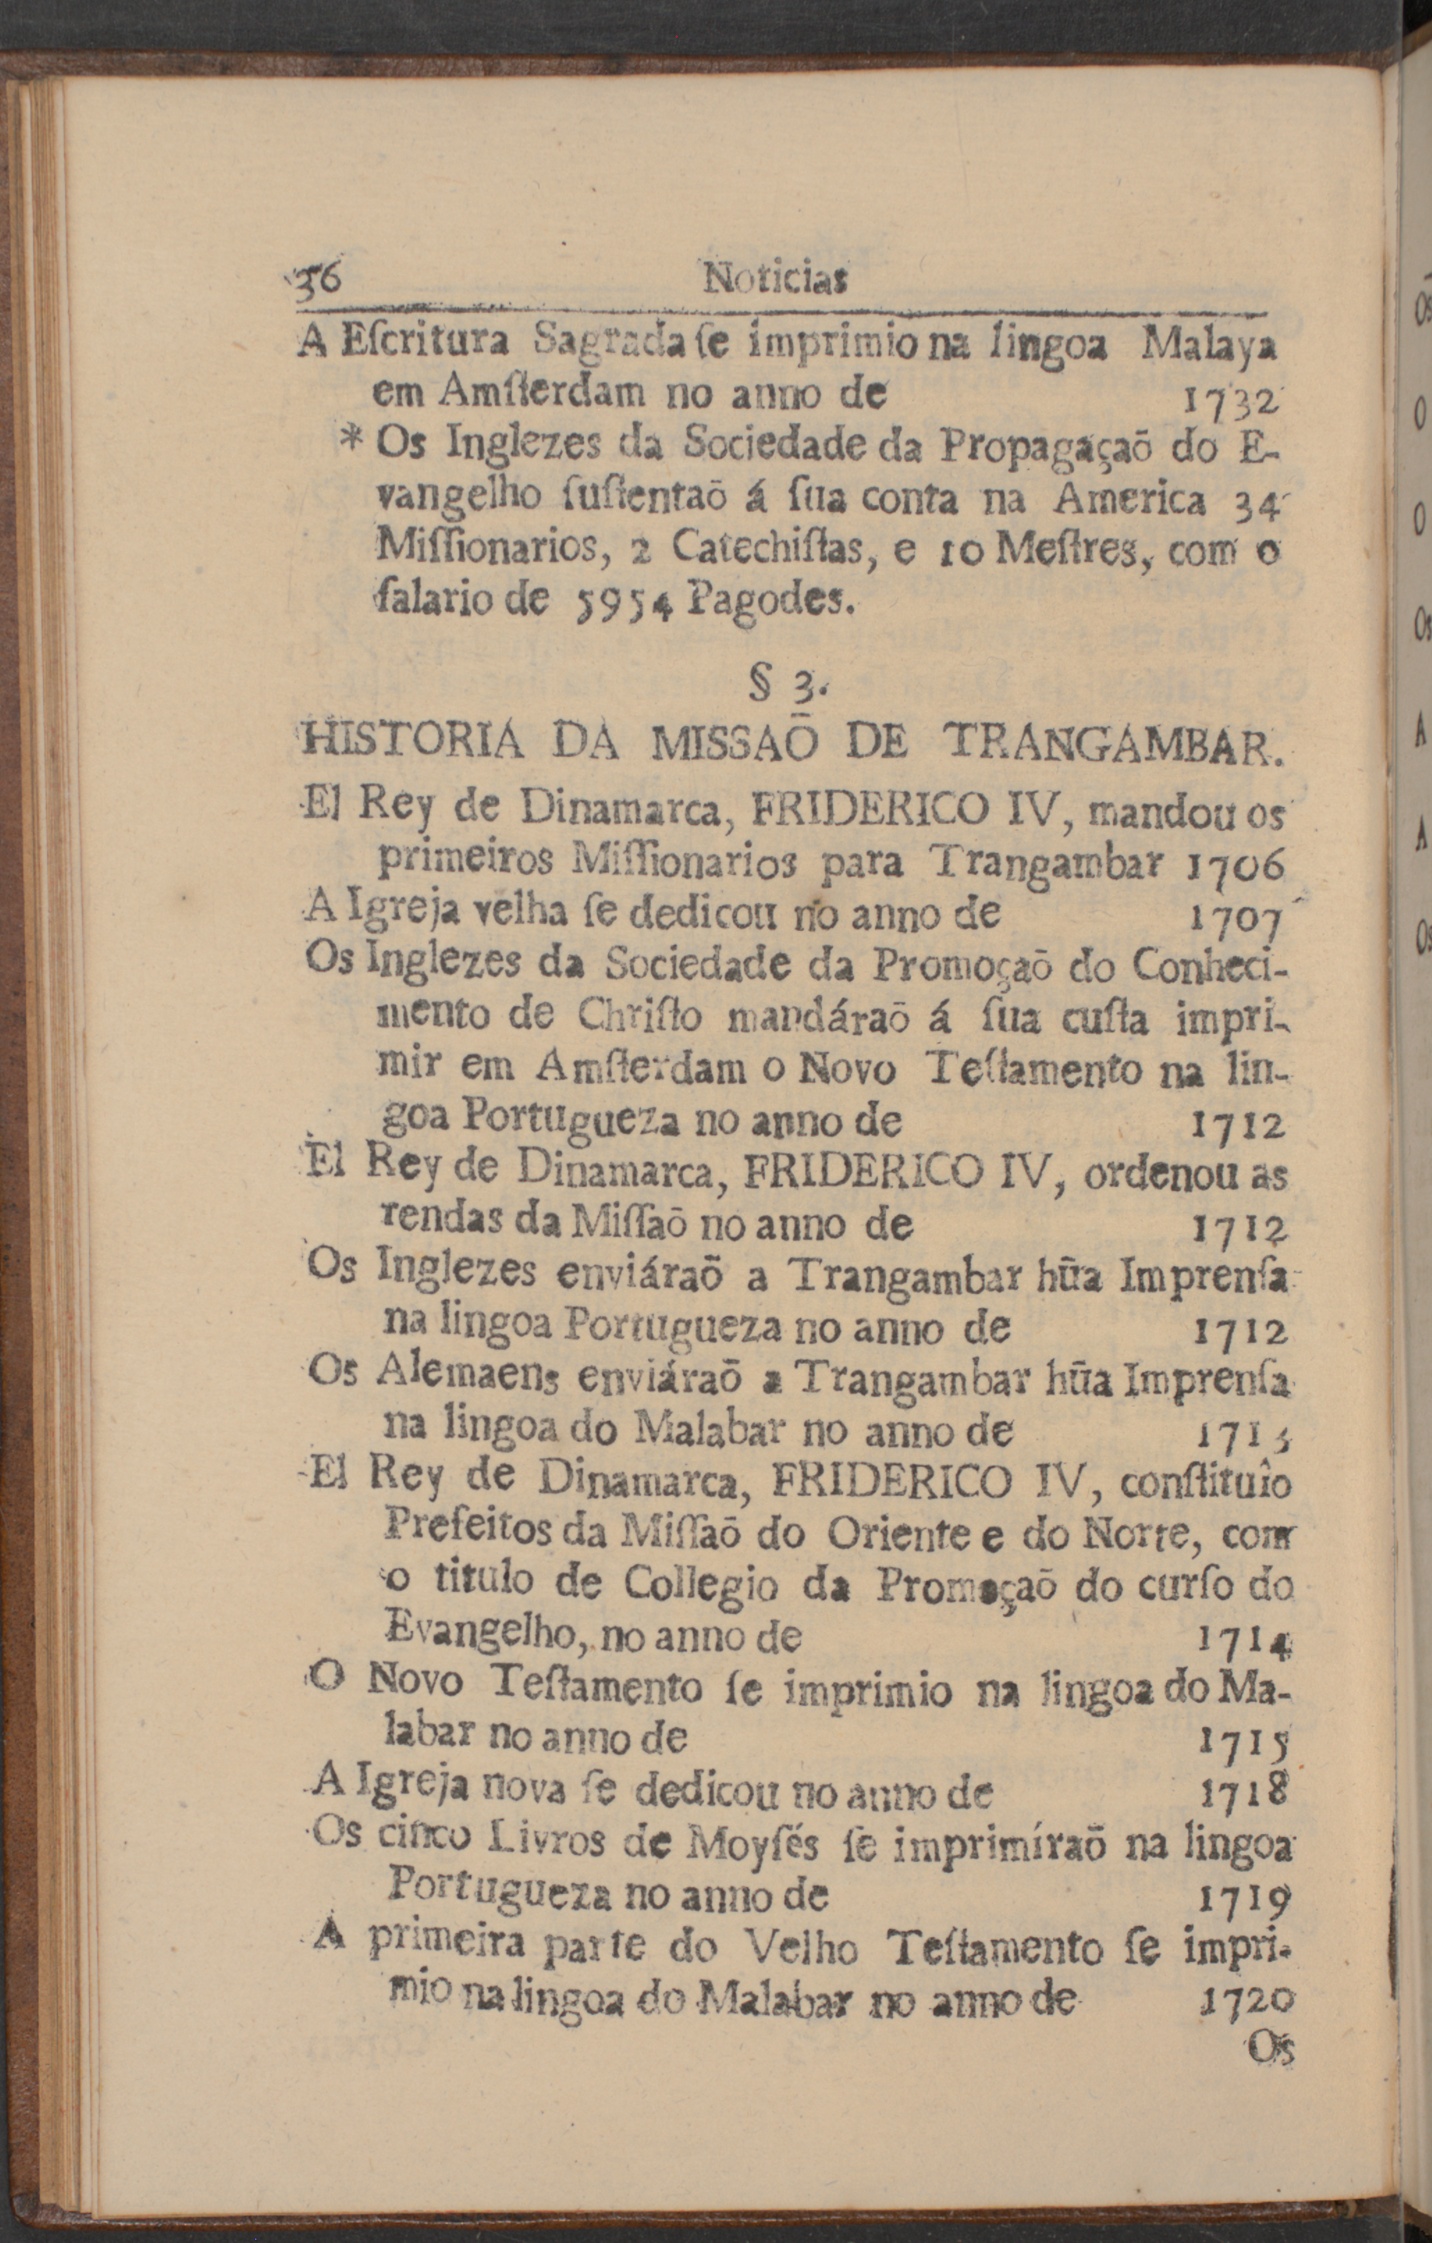 36 Noticias
A Eſcritura Sagrada ſe imprimio na lingoa Malaya
em Amſterdam no anno de 1732
* Os Inglezes da Sociedade da Propagaçaõ do E-
vangelho ſuſtentaõ á ſua conta na America 34
Miſſionarios, 2 Catechiſtas, e 10 Meſtres, com o
ſalario de 5954 Pagodes.
§ 3.
HISTORIA DA MISSAÕ DE TRANGAMBAR.
El Rey de Dinamarca, FRIDERICO IV, mandou os
primeiros Miſſionarios para Trangambar 1706
A Igreja velha ſe dedicou no anno de 1707
Os Inglezes da Sociedade da Promoçaõ do Conheci-
mento de Chriſto mandáraõ á ſua cuſta impri-
mir em Amſterdam o Novo Teſtamento na lin-
goa Portugueza no anno de 1712
El Rey de Dinamarca, FRIDERICO IV, ordenou as
rendas da Miſſaõ no anno de 1712
Os Inglezes enviáraõ a Trangambar hũa Imprenſa
na lingoa Portugueza no anno de 1712
Os Alemaens enviáraõ a Trangambar hũa Imprenſa
na lingoa do Malabar no anno de 1713
El Rey de Dinamarca, FRIDERICO IV, conſtituîo
Prefeitos da Miſſaõ do Oriente e do Norte, com
o titulo de Collegio da Promoçaõ do curſo do
Evangelho, no anno de 1714
O Novo Teſtamento ſe imprimio na lingoa do Ma-
labar no anno de 1715
A Igreja nova ſe dedicou no anno de 1718
Os cinco Livros de Moyſés ſe imprimíraõ na lingoa
Portugueza no anno de 1719
A primeira parte do Velho Teſtamento ſe impri-
mio na lingoa do Malabar no anno de 1720
Os